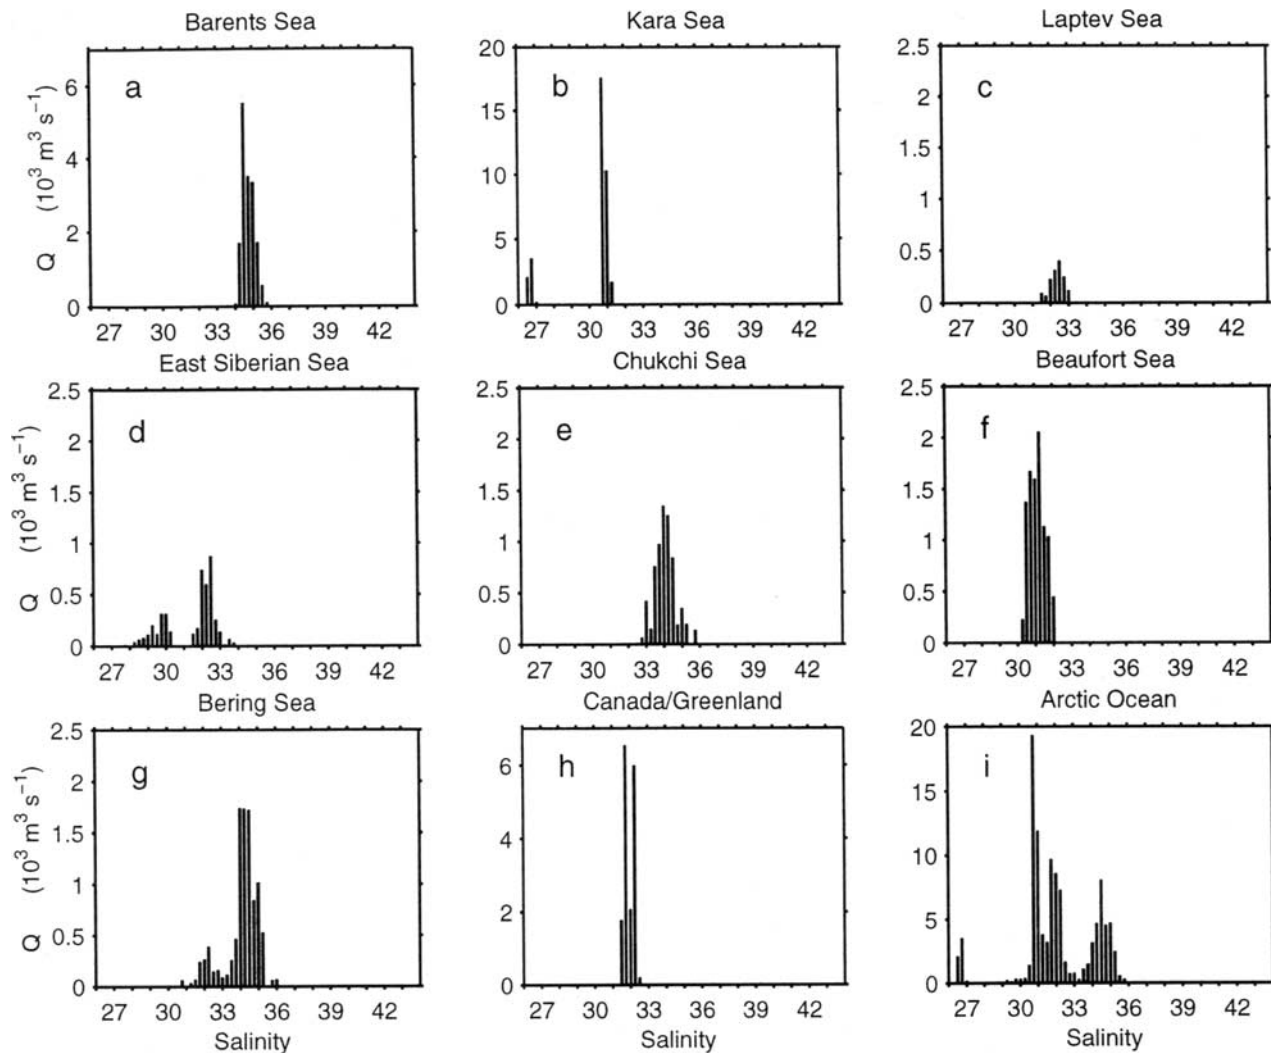 Barents Sea
Kara Sea
Laptev Sea
a
b
c
Q (10³ m³ s⁻¹)
6
4
2
0
20
15
10
5
0
2.5
2
1.5
1
0.5
0
27 30 33 36 39 42
27 30 33 36 39 42
27 30 33 36 39 42
East Siberian Sea
Chukchi Sea
Beaufort Sea
d
e
f
Q (10³ m³ s⁻¹)
2.5
2
1.5
1
0.5
0
2.5
2
1.5
1
0.5
0
2.5
2
1.5
1
0.5
0
27 30 33 36 39 42
27 30 33 36 39 42
27 30 33 36 39 42
Bering Sea
Canada/Greenland
Arctic Ocean
g
h
i
Q (10³ m³ s⁻¹)
2.5
2
1.5
1
0.5
0
6
4
2
0
20
15
10
5
0
27 30 33 36 39 42
27 30 33 36 39 42
27 30 33 36 39 42
Salinity
Salinity
Salinity